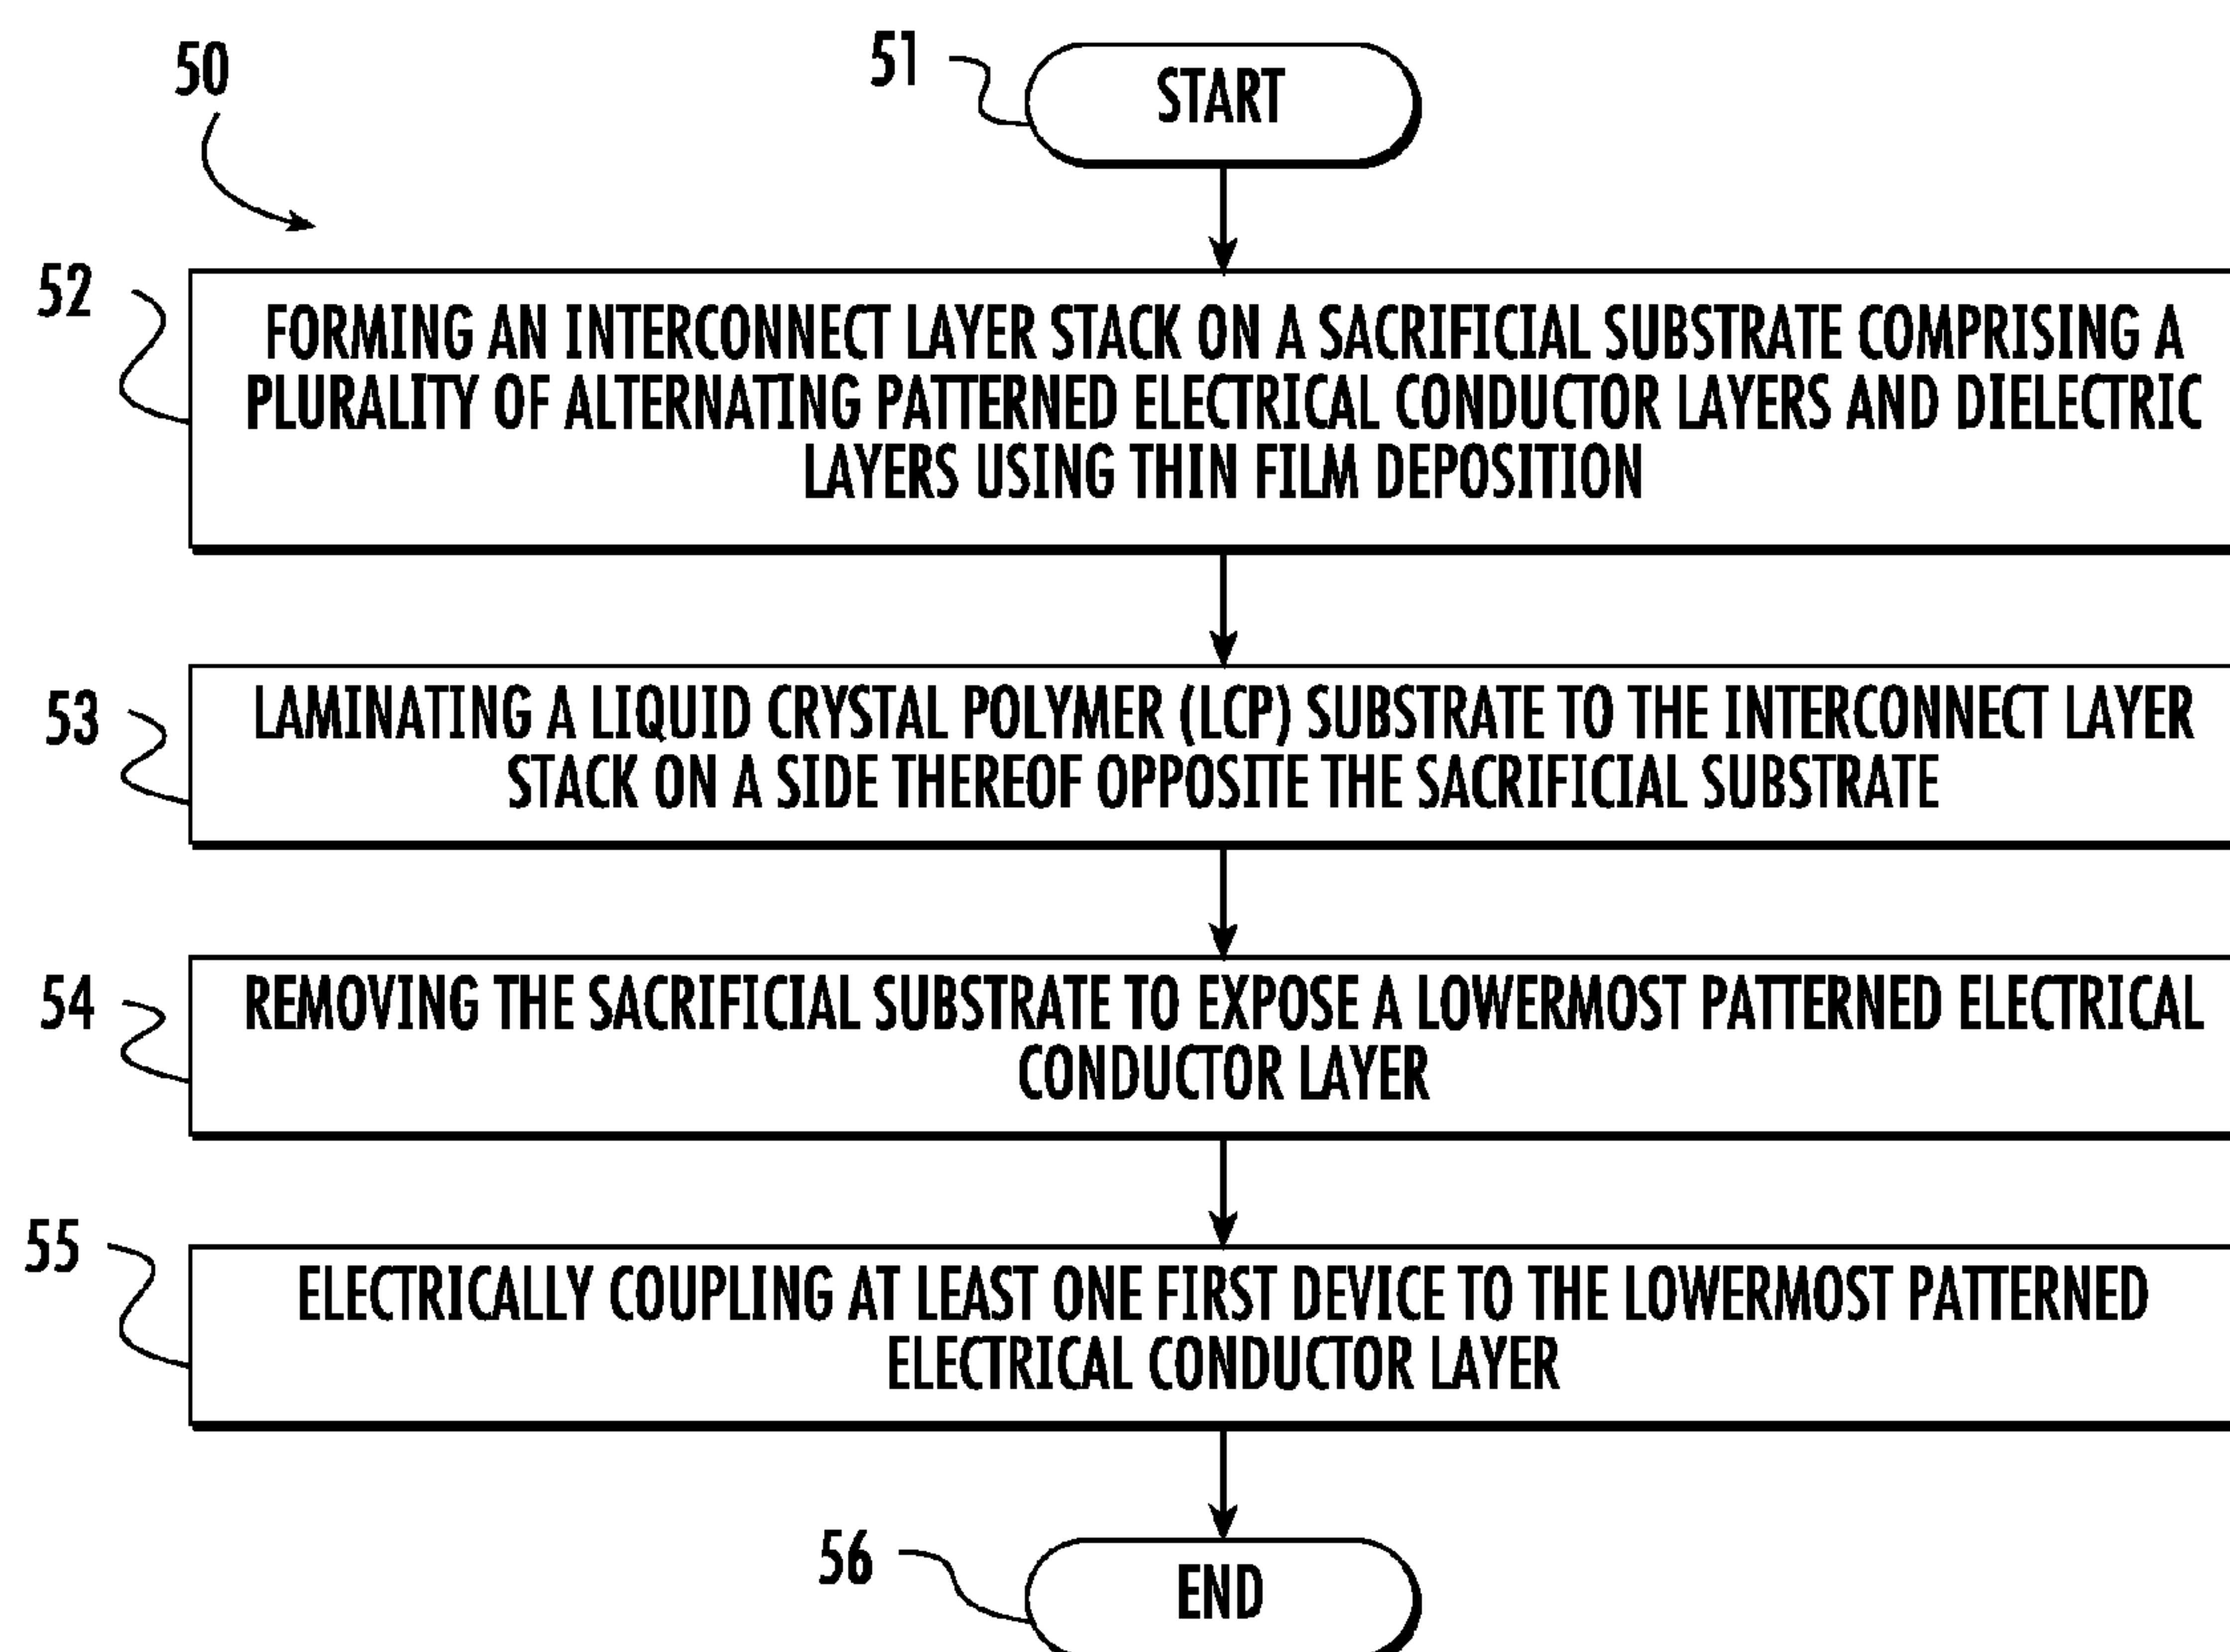 50
51
START
52
FORMING AN INTERCONNECT LAYER STACK ON A SACRIFICIAL SUBSTRATE COMPRISING A
PLURALITY OF ALTERNATING PATTERNED ELECTRICAL CONDUCTOR LAYERS AND DIELECTRIC
LAYERS USING THIN FILM DEPOSITION
53
LAMINATING A LIQUID CRYSTAL POLYMER (LCP) SUBSTRATE TO THE INTERCONNECT LAYER
STACK ON A SIDE THEREOF OPPOSITE THE SACRIFICIAL SUBSTRATE
54
REMOVING THE SACRIFICIAL SUBSTRATE TO EXPOSE A LOWERMOST PATTERNED ELECTRICAL
CONDUCTOR LAYER
55
ELECTRICALLY COUPLING AT LEAST ONE FIRST DEVICE TO THE LOWERMOST PATTERNED
ELECTRICAL CONDUCTOR LAYER
56
END